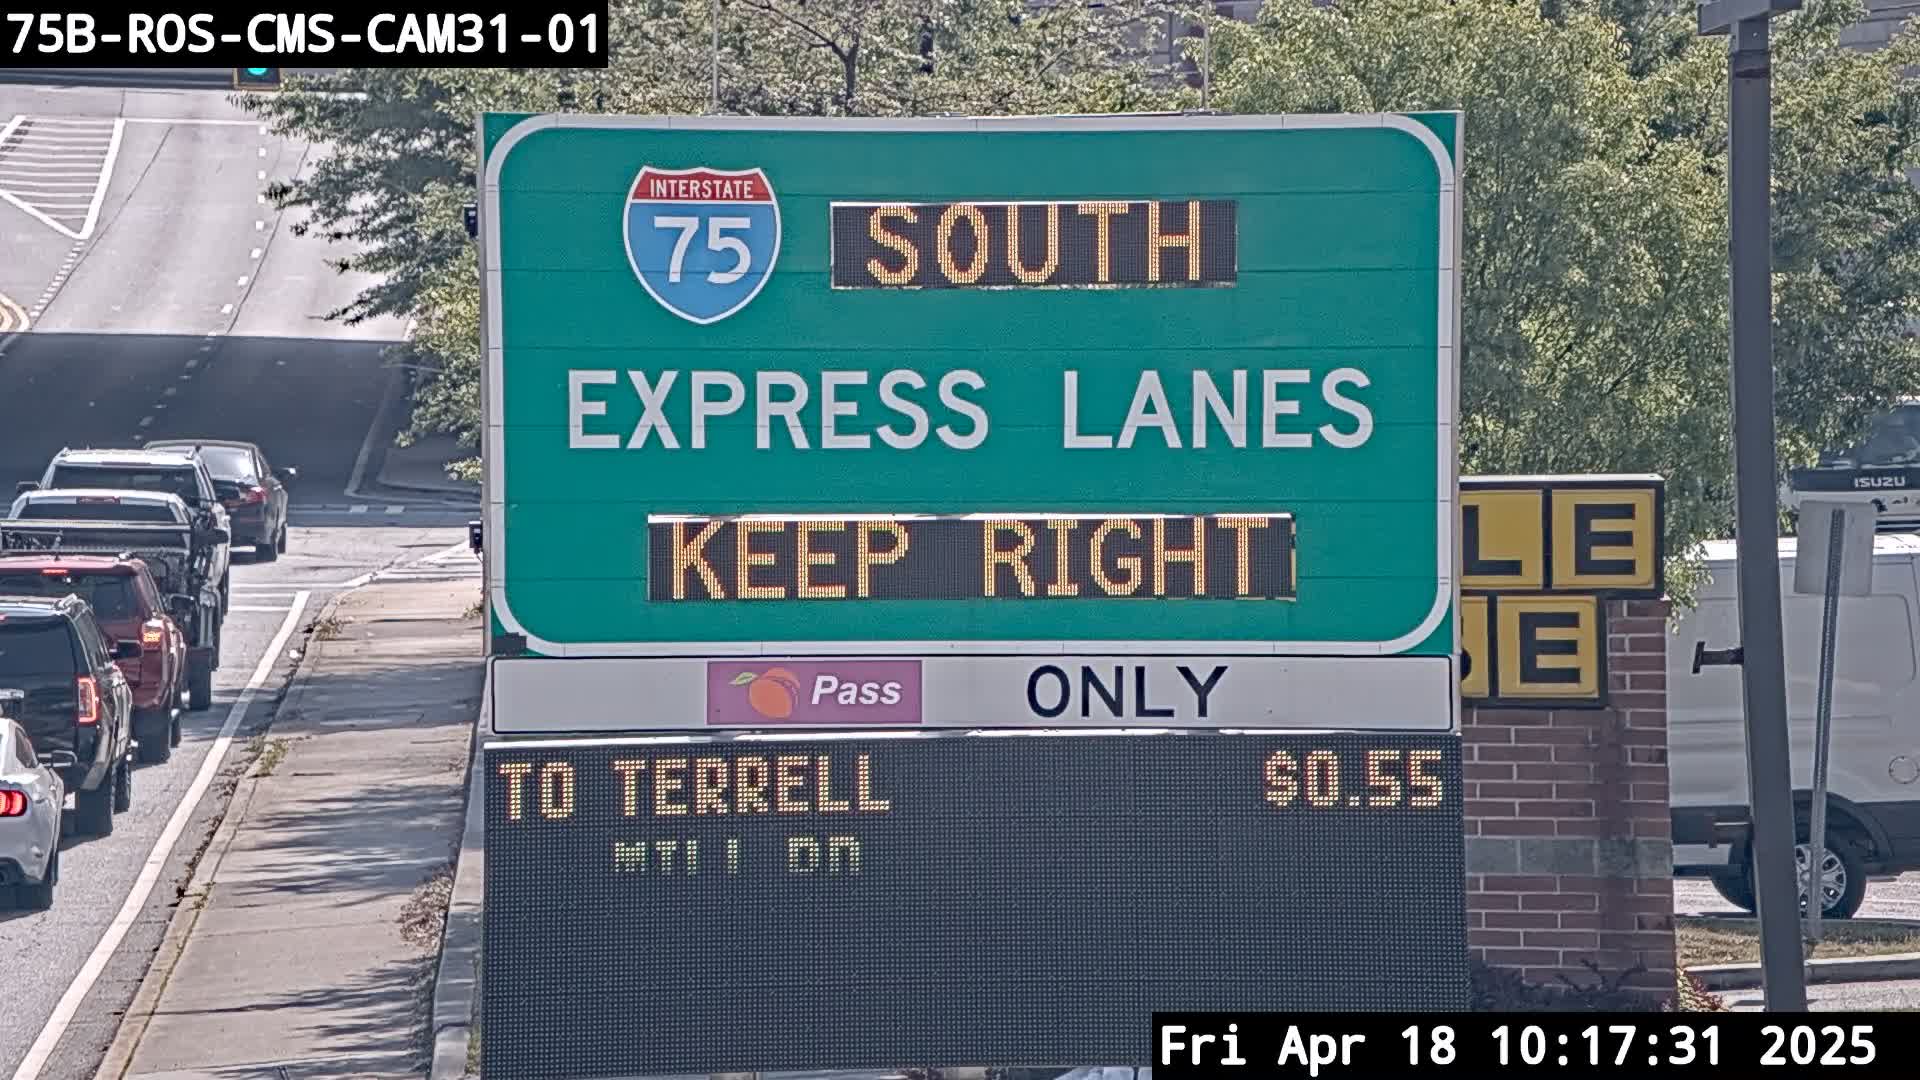 75B-ROS-CMS-CAM31-01
INTERSTATE
75
SOUTH
EXPRESS LANES
KEEP RIGHT
Pass ONLY
TO TERRELL $0.55
ISUZU
LE
E
Fri Apr 18 10:17:31 2025